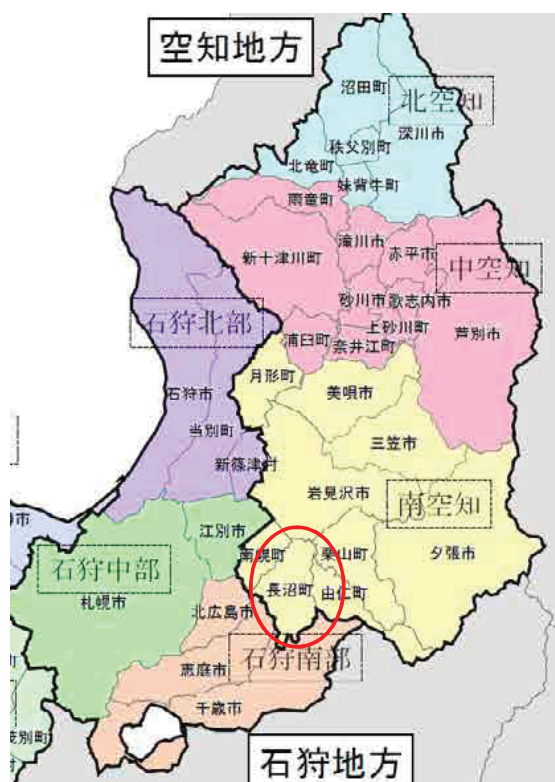 空知地方
沼田町
北空知
深川市
秩父別町
北竜町
妹背牛町
雨竜町
滝川市
赤平市
新十津川町
中空知
砂川市
歌志内市
上砂川町
石狩北部
浦臼町
奈井江町
芦別市
月形町
美唄市
石狩市
当別町
三笠市
新篠津村
岩見沢市
南空知
江別市
市
南幌町
栗山町
夕張市
石狩中部
長沼町
由仁町
札幌市
北広島市
石狩南部
恵庭市
千歳市
町
茂別町
村
石狩地方